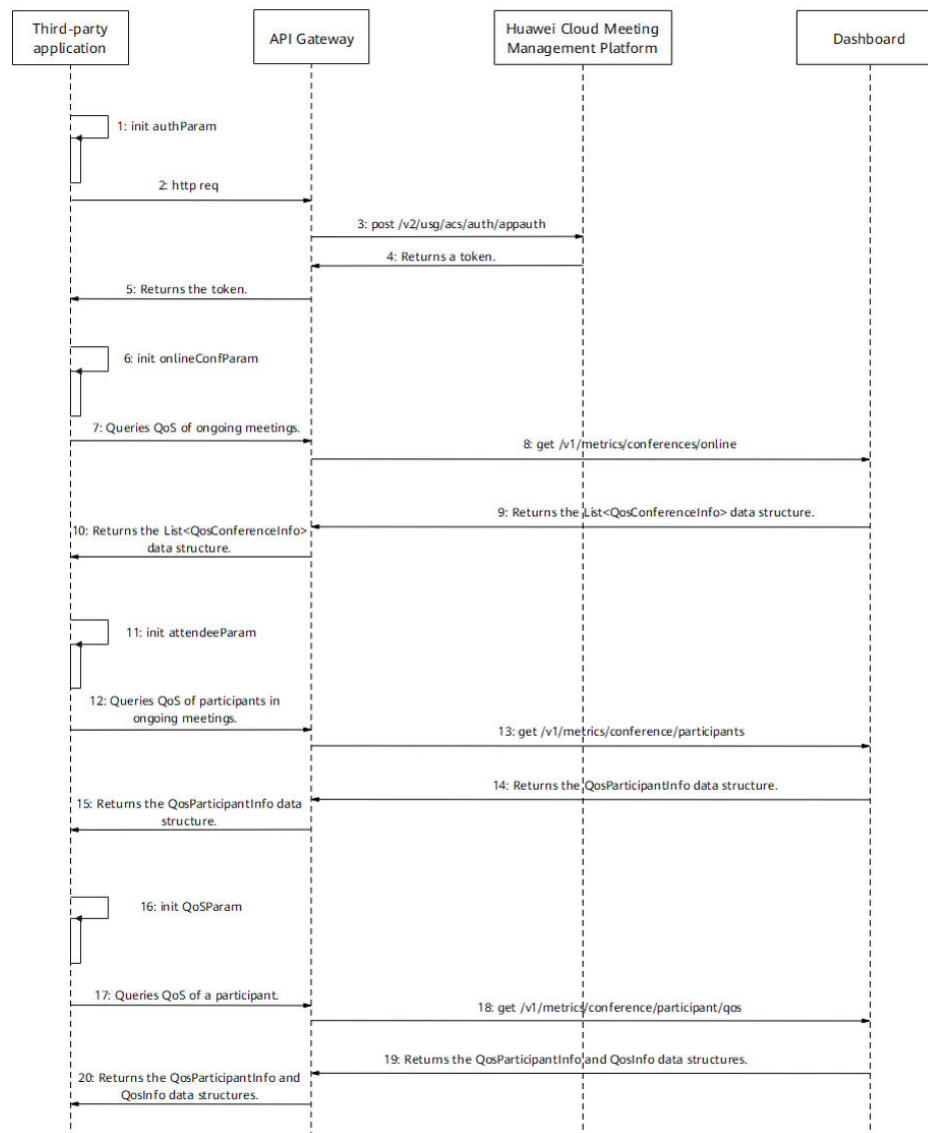 Third-party
application
API Gateway
Huawei Cloud Meeting
Management Platform
Dashboard
1: init authParam
2: http req
3: post /v2/usg/acs/auth/appauth
4: Returns a token.
5: Returns the token.
6: init onlineConfParam
7: Queries QoS of ongoing meetings.
8: get /v1/metrics/conferences/online
9: Returns the List<QosConferenceInfo> data structure.
10: Returns the List<QosConferenceInfo>
data structure.
11: init attendeeParam
12: Queries QoS of participants in
ongoing meetings.
13: get /v1/metrics/conference/participants
14: Returns the QosParticipantInfo data structure.
15: Returns the QosParticipantInfo data
structure.
16: init QoSParam
17: Queries QoS of a participant.
18: get /v1/metrics/conference/participant/qos
19: Returns the QosParticipantInfo and QosInfo data structures.
20: Returns the QosParticipantInfo and
QosInfo data structures.